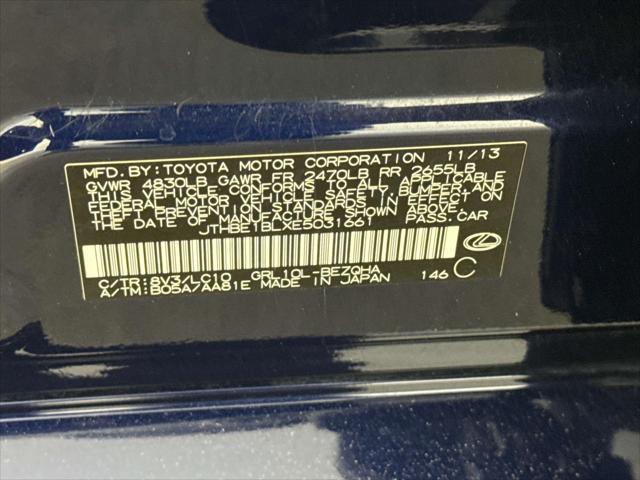 MFD.BY:TOYOTA MOTOR CORPORATION 11/13
GVWR 4830LB GAWR FR 2470LB RR 2655LB
THIS VEHICLE CONFORMS TO ALL APPLICABLE
FEDERAL MOTOR VEHICLE SAFETY, BUMPER, AND
THEFT PREVENTION STANDARDS IN EFFECT ON
THE DATE OF MANUFACTURE SHOWN ABOVE.
JTHBE1BLXE5031661 PASS.CAR
C/TR:8V3/LC10 GRL10L-BEZQHA
A/TM:B05A/AA81E MADE IN JAPAN 146 C